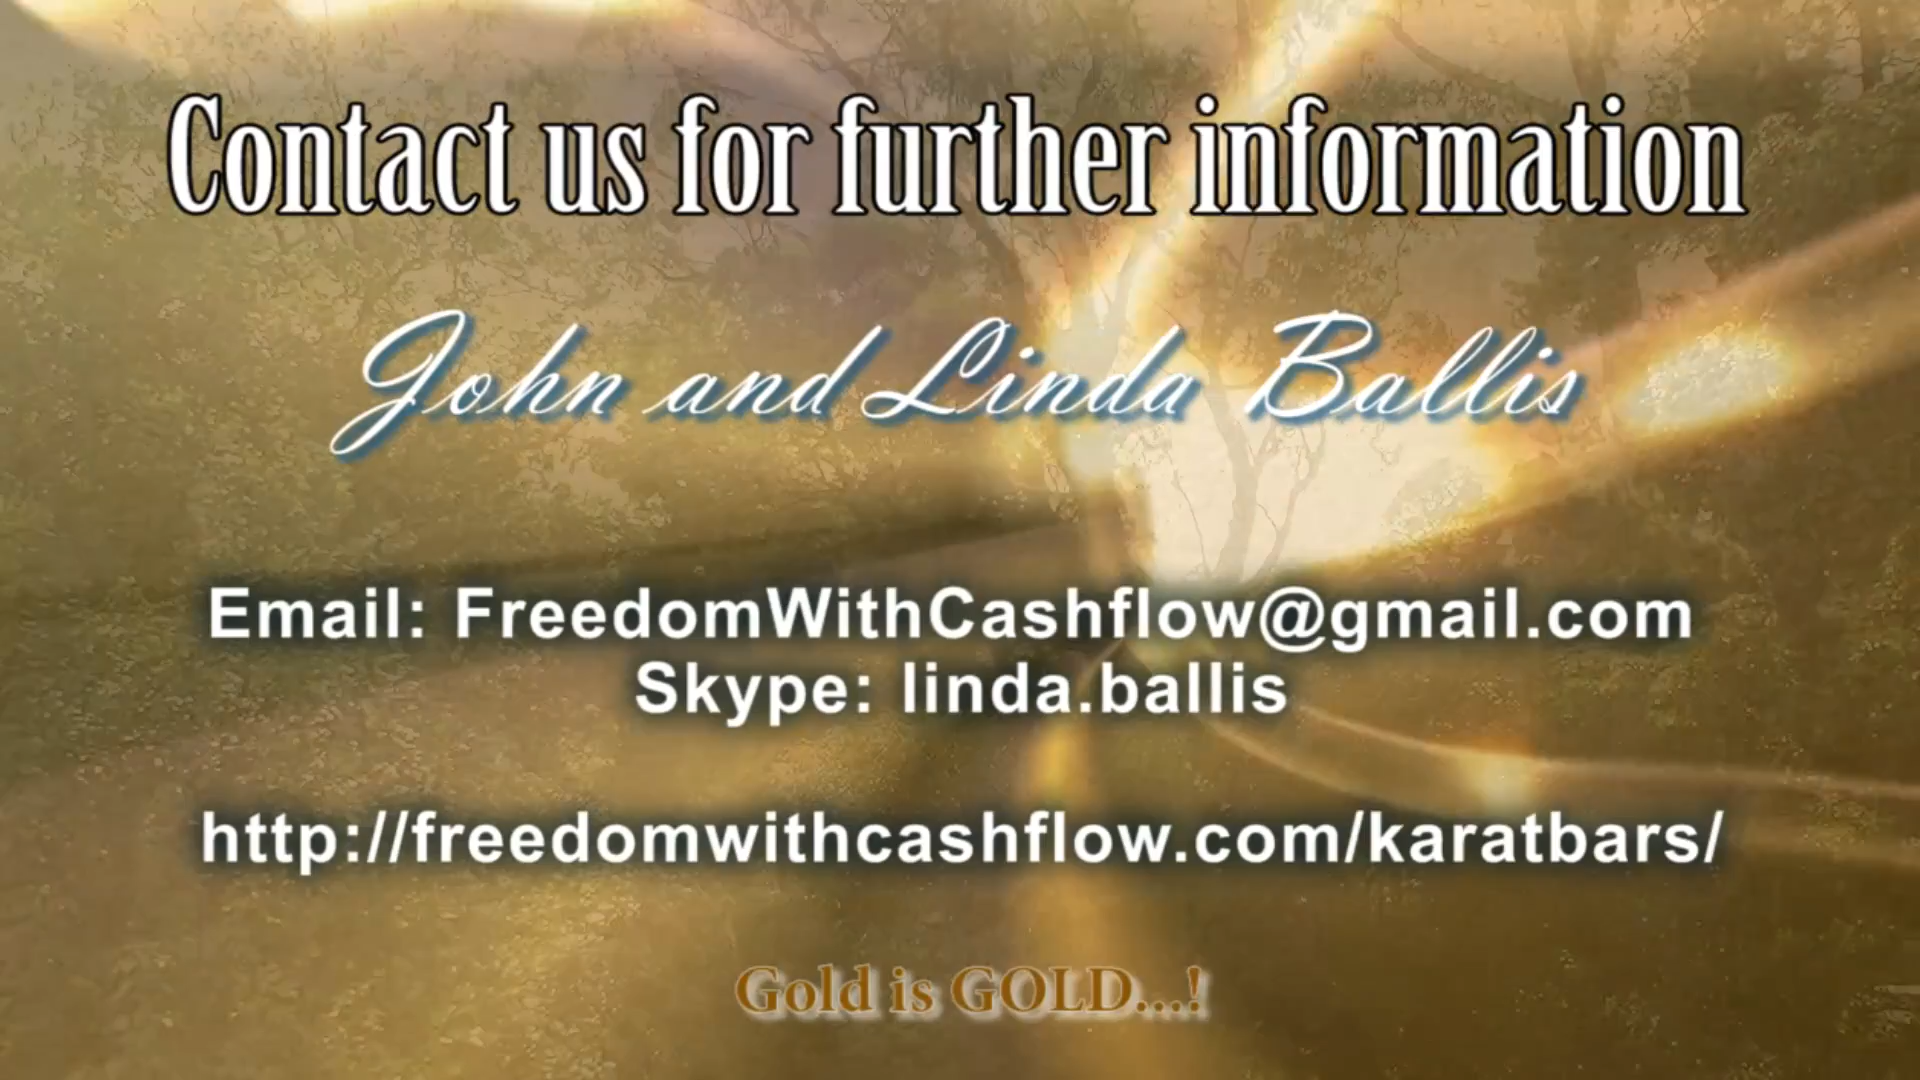 Contact us for further information
John and Linda Ballis
Email: FreedomWithCashflow@gmail.com
Skype: linda.ballis
http://freedomwithcashflow.com/karatbars/
Gold is GOLD...!